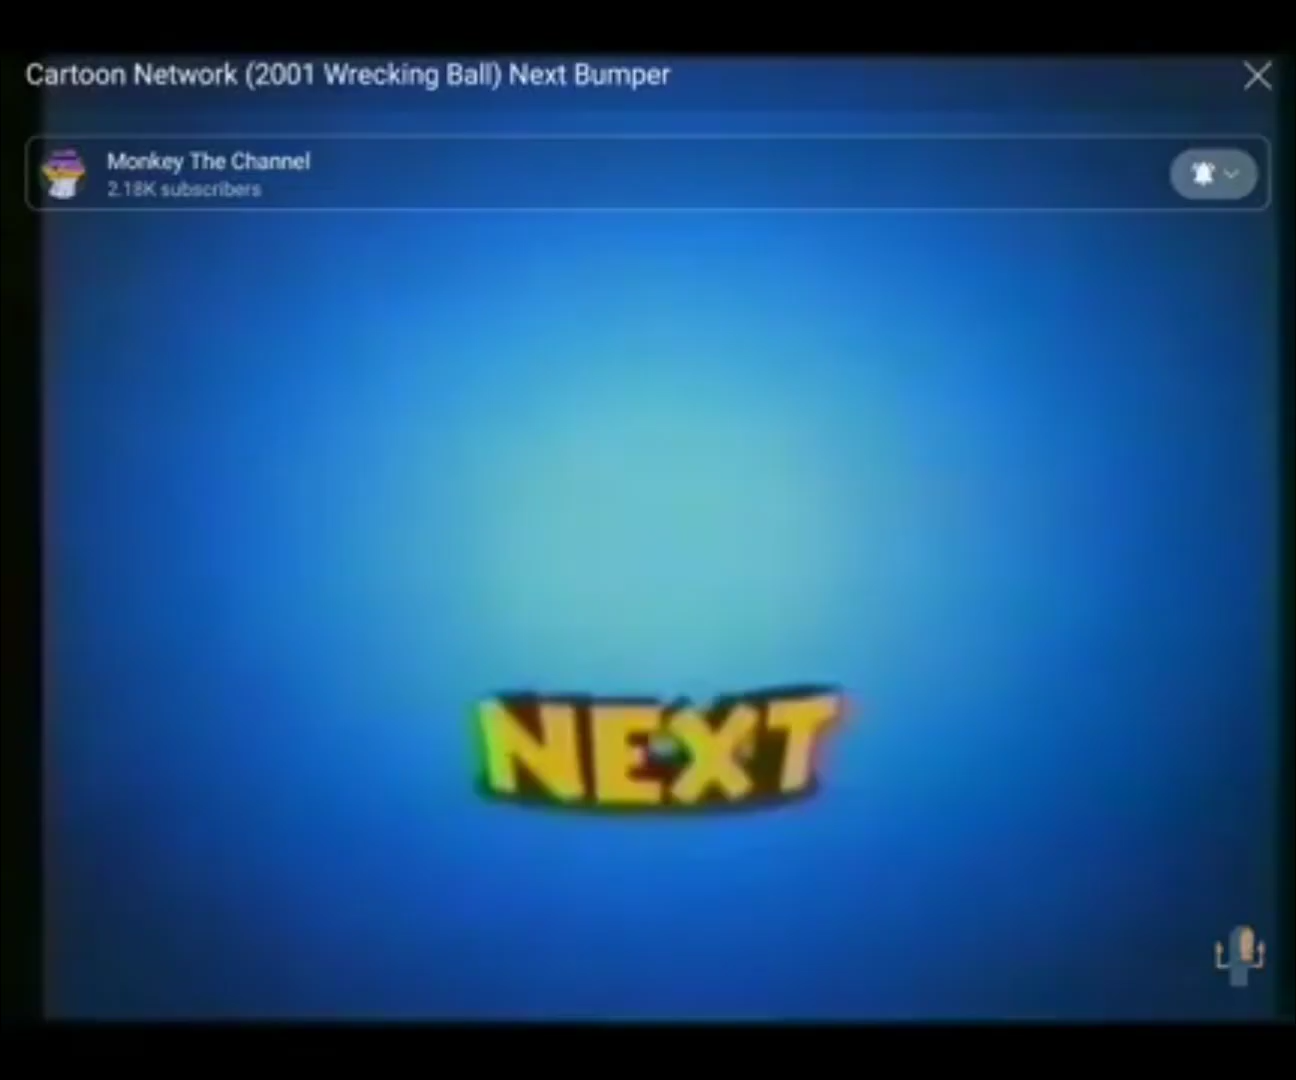 Cartoon Network (2001 Wrecking Ball) Next Bumper
Monkey The Channel
2.18K subscribers
NEXT